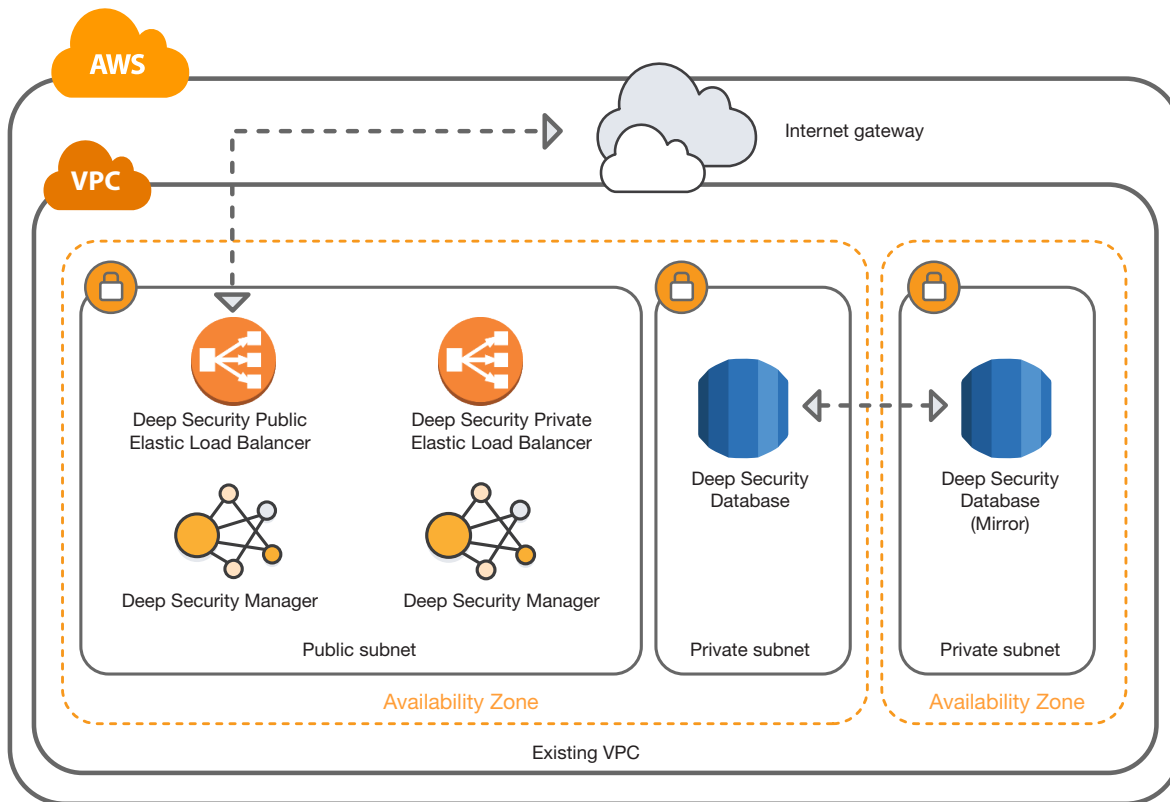 AWS
Internet gateway
VPC
Deep Security Public
Elastic Load Balancer
Deep Security Private
Elastic Load Balancer
Deep Security
Database
Deep Security
Database
(Mirror)
Deep Security Manager
Deep Security Manager
Public subnet
Private subnet
Private subnet
Availability Zone
Availability Zone
Existing VPC